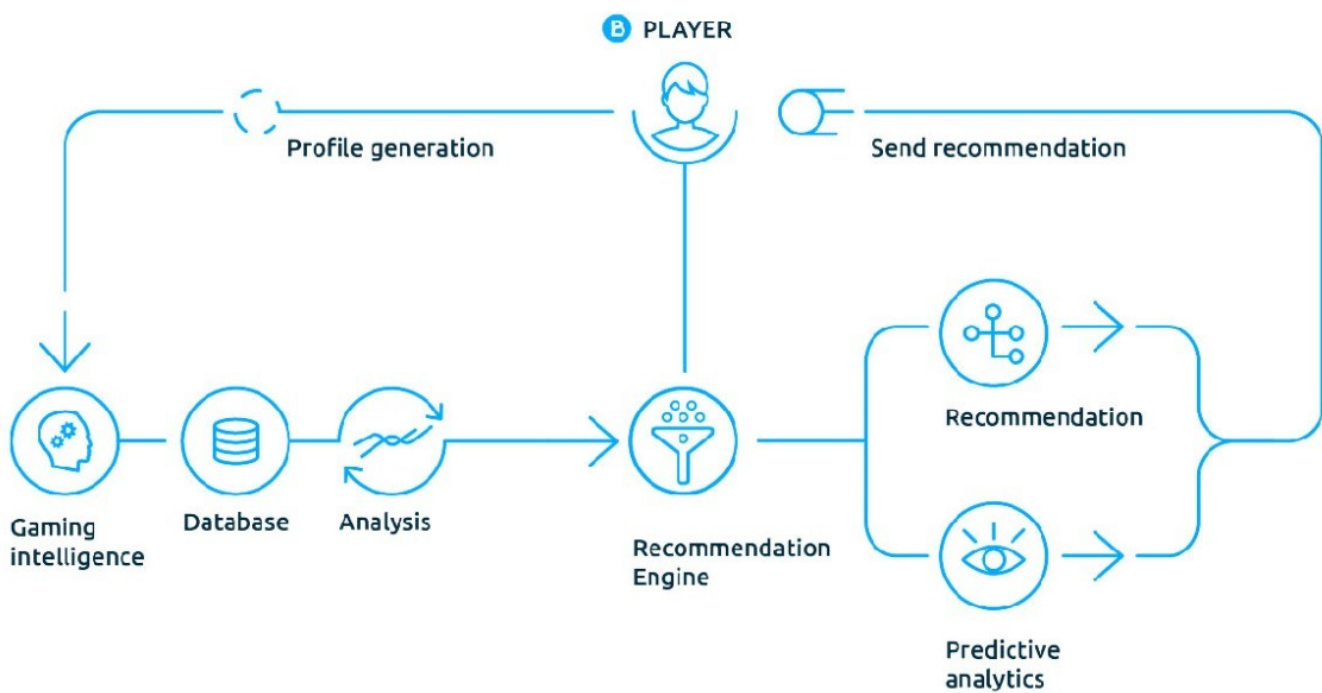 B PLAYER
Profile generation
Send recommendation
Recommendation
Gaming
intelligence
Database
Analysis
Recommendation
Engine
Predictive
analytics